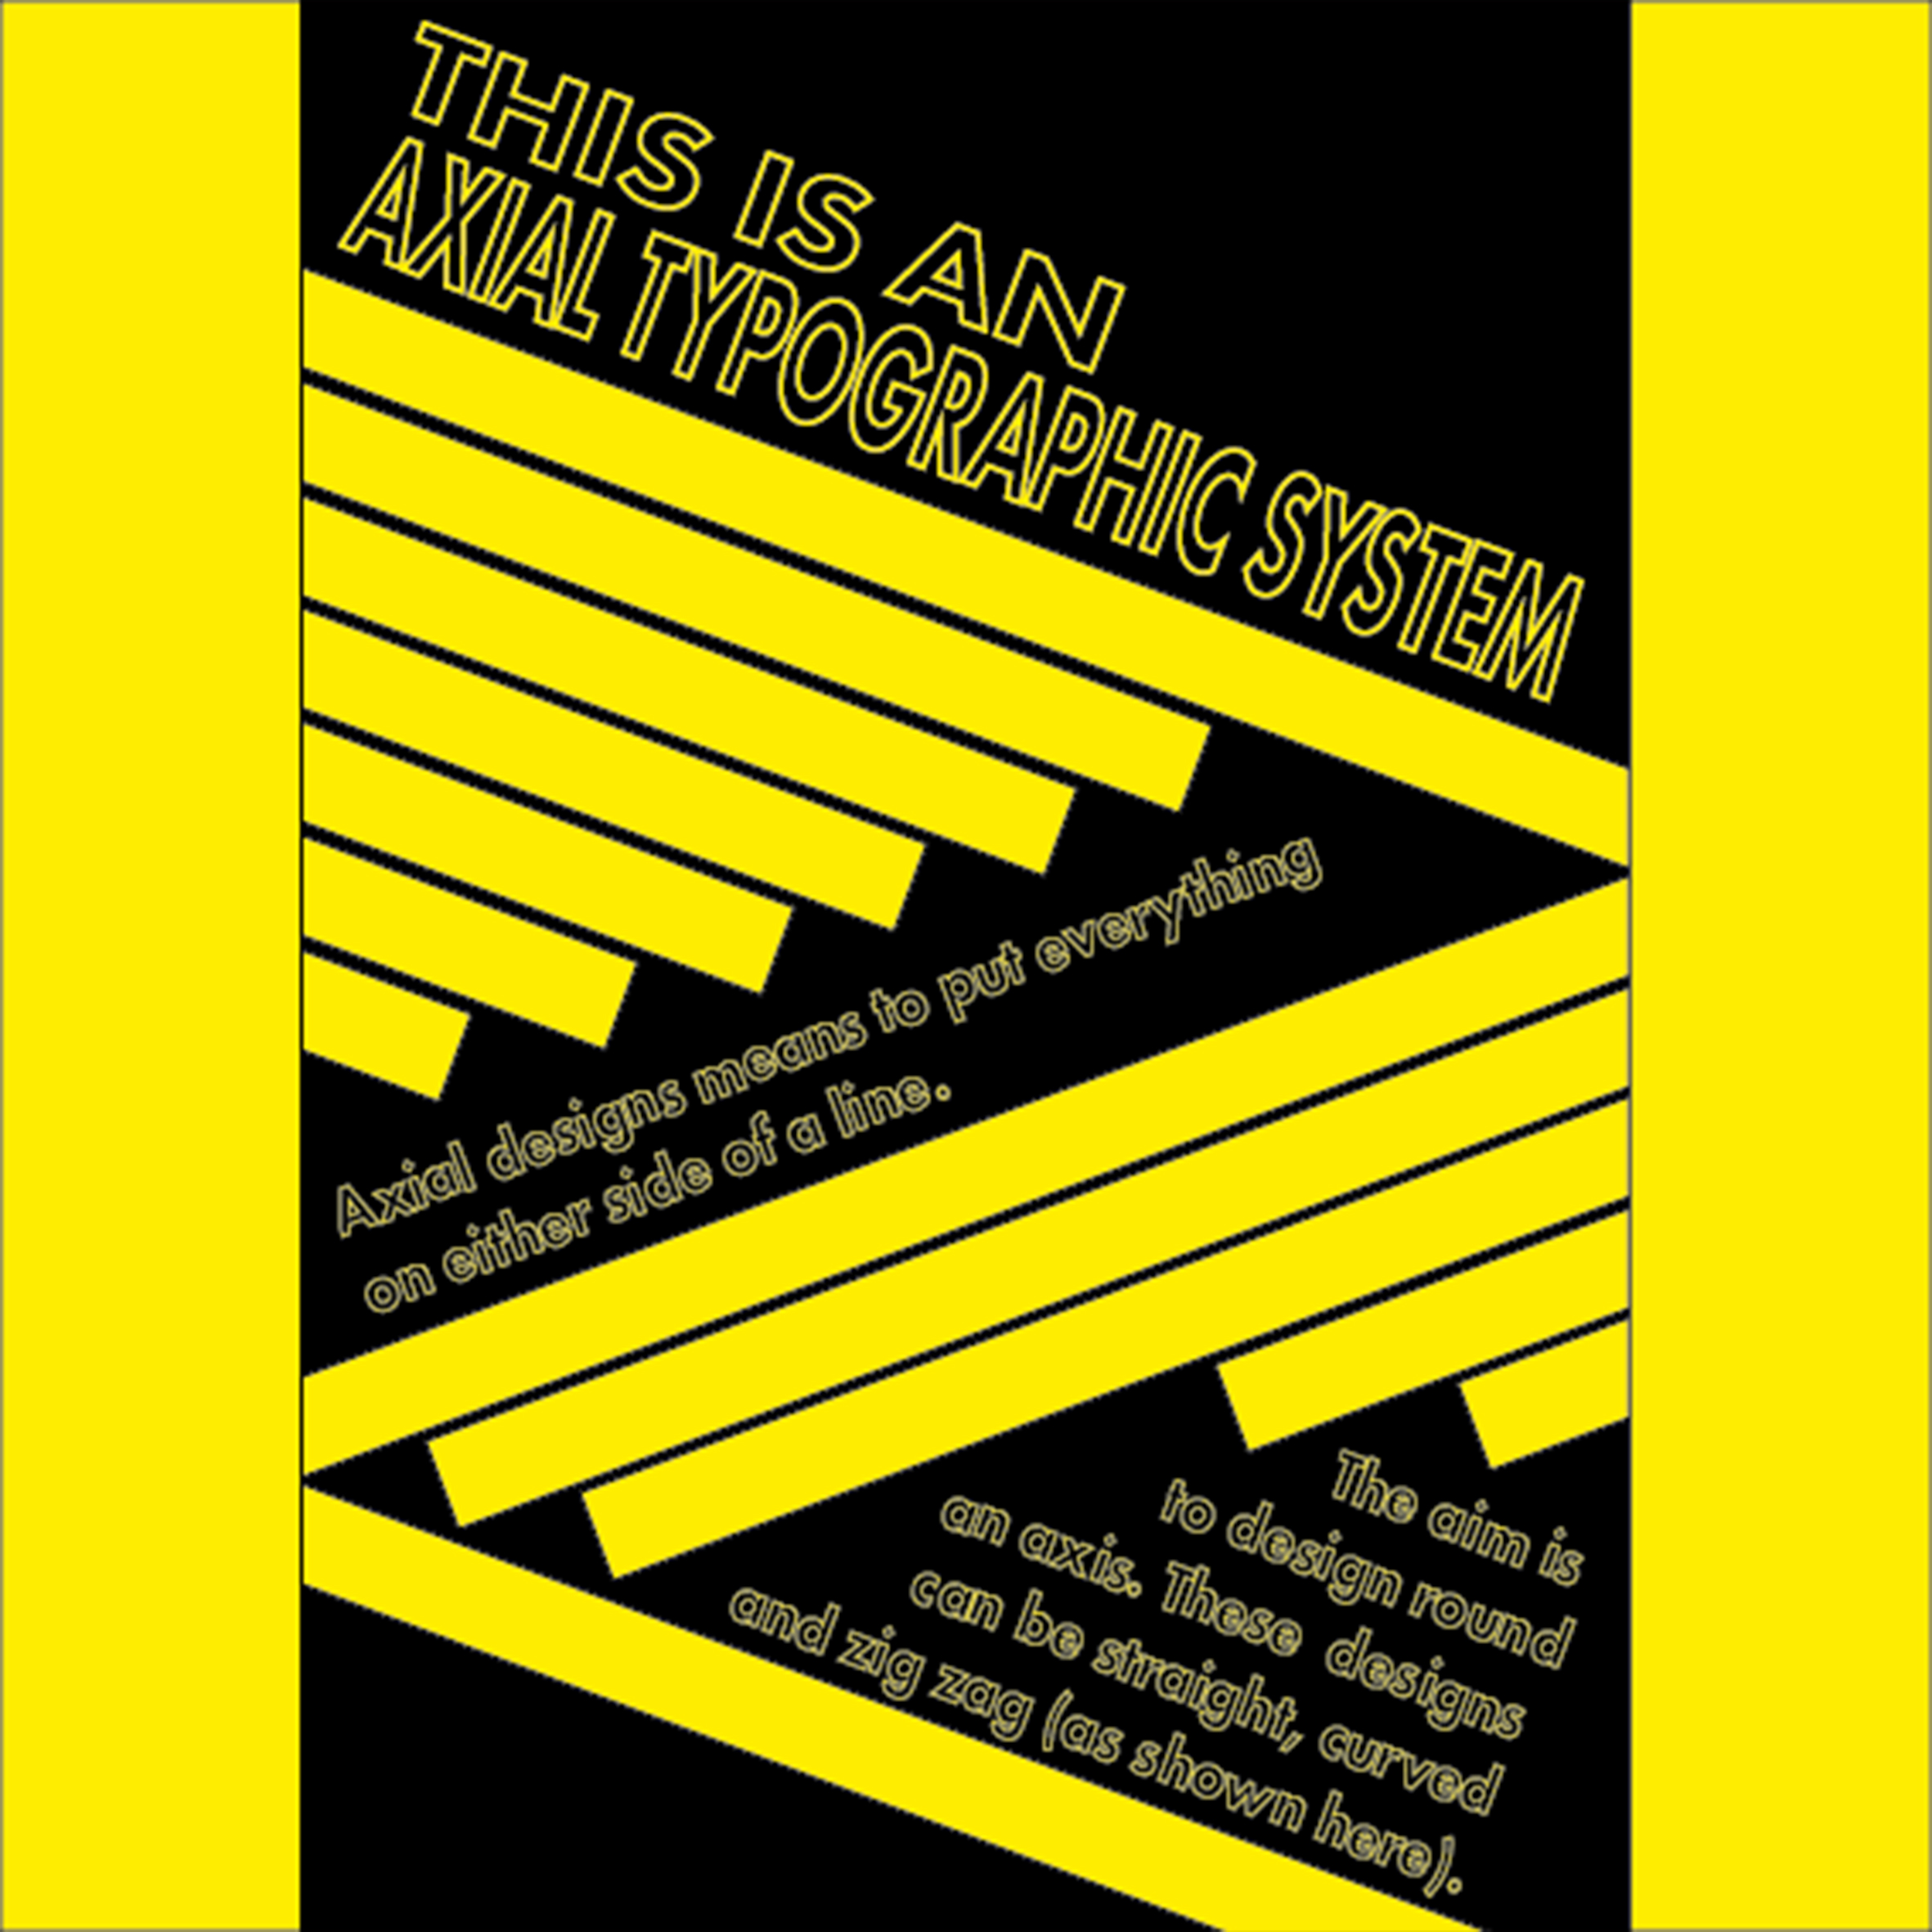 THIS IS AN
AXIAL TYPOGRAPHIC SYSTEM
Axial designs means to put everything
on either side of a line.
The aim is
to design round
an axis. These designs
can be straight, curved
and zig zag (as shown here).